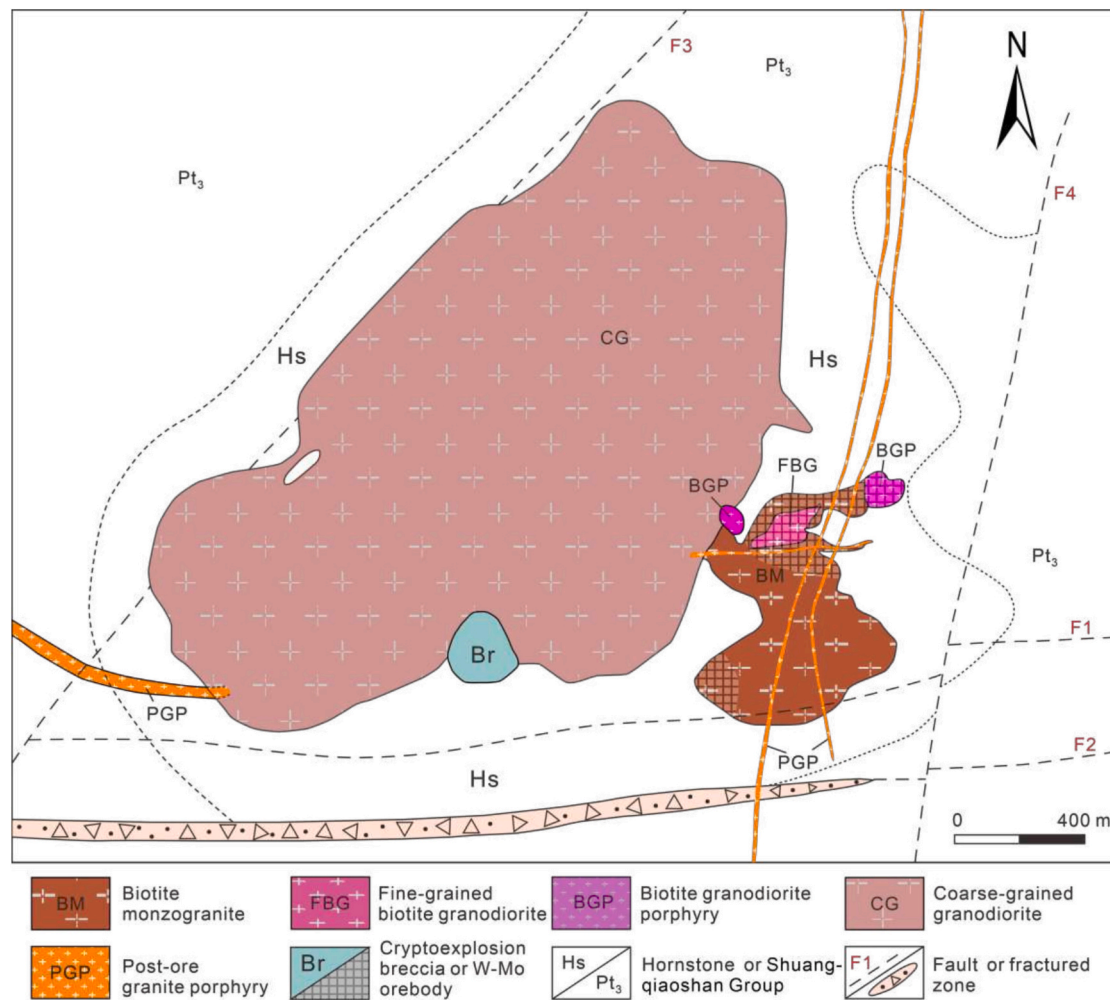 F3
Pt3
N
Pt3
F4
CG
Hs
Hs
BGP
FBG
BGP
Pt3
BM
F1
Br
PGP
F2
PGP
Hs
0 400 m
BM Biotite monzogranite
FBG Fine-grained biotite granodiorite
BGP Biotite granodiorite porphyry
CG Coarse-grained granodiorite
PGP Post-ore granite porphyry
Br Cryptoexplosion breccia or W-Mo orebody
Hs Pt3 Hornstone or Shuang-qiaoshan Group
F1 Fault or fractured zone